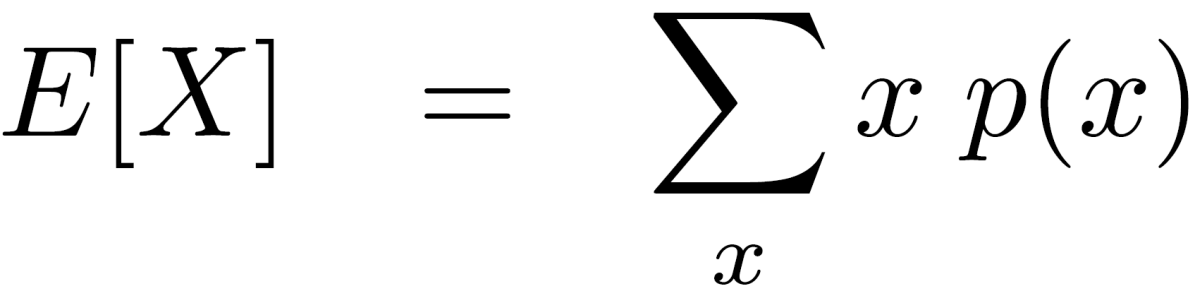 E[X] = ∑ x p(x)
x